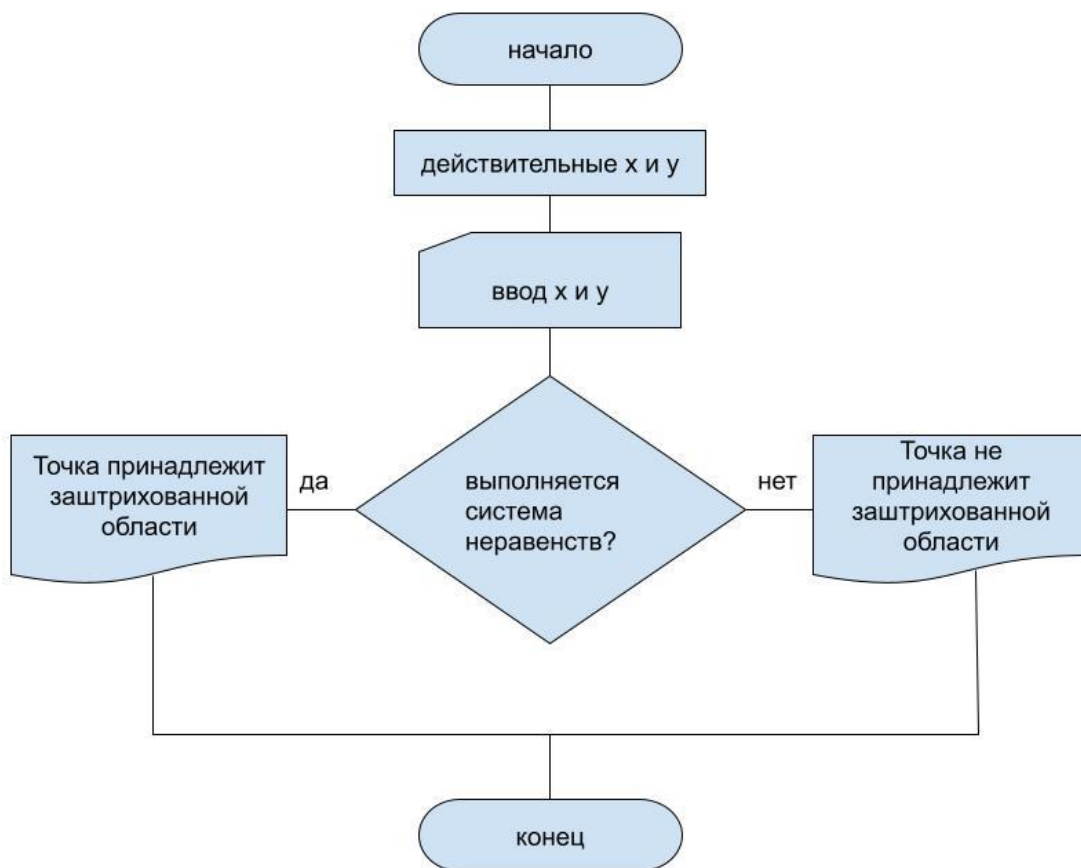 начало
действительные x и y
ввод x и y
Точка принадлежит
заштрихованной
области
да
выполняется
система
неравенств?
нет
Точка не
принадлежит
заштрихованной
области
конец